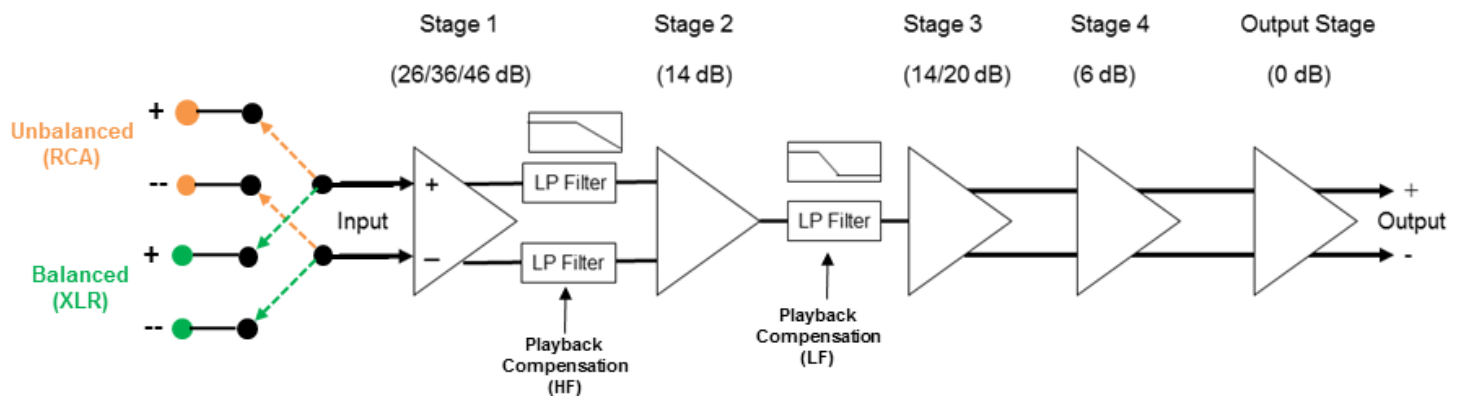 Stage 1
Stage 2
Stage 3
Stage 4
Output Stage
(26/36/46 dB)
(14 dB)
(14/20 dB)
(6 dB)
(0 dB)
Unbalanced
(RCA)
+
--
Balanced
(XLR)
+
--
Input
+
−
LP Filter
LP Filter
Playback
Compensation
(HF)
LP Filter
Playback
Compensation
(LF)
+
Output
-